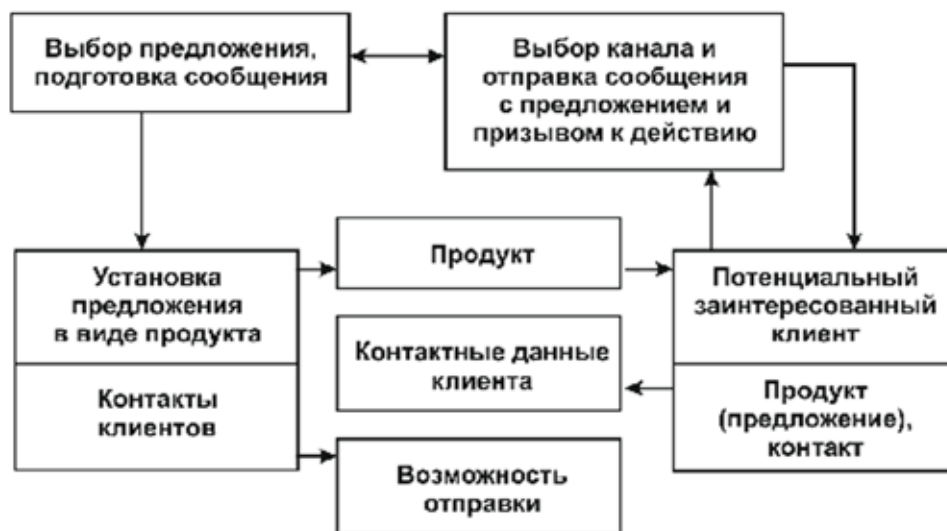 Выбор предложения,
подготовка сообщения
Выбор канала и
отправка сообщения
с предложением и
призывом к действию
Установка
предложения
в виде продукта
Контакты
клиентов
Продукт
Контактные данные
клиента
Возможность
отправки
Потенциальный
заинтересованный
клиент
Продукт
(предложение),
контакт